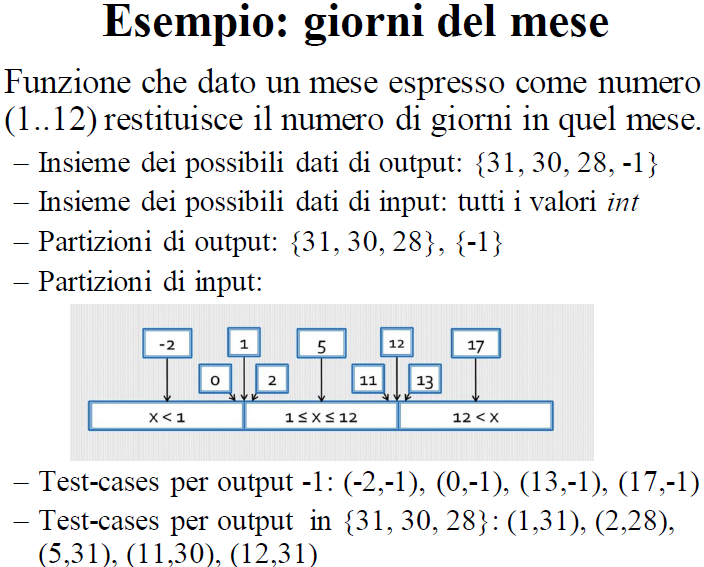 Esempio: giorni del mese
Funzione che dato un mese espresso come numero
(1..12) restituisce il numero di giorni in quel mese.
– Insieme dei possibili dati di output: {31, 30, 28, -1}
– Insieme dei possibili dati di input: tutti i valori int
– Partizioni di output: {31, 30, 28}, {-1}
– Partizioni di input:
-2 1 5 12 17
0 2 11 13
x < 1 1 ≤ x ≤ 12 12 < x
– Test-cases per output -1: (-2,-1), (0,-1), (13,-1), (17,-1)
– Test-cases per output in {31, 30, 28}: (1,31), (2,28),
(5,31), (11,30), (12,31)